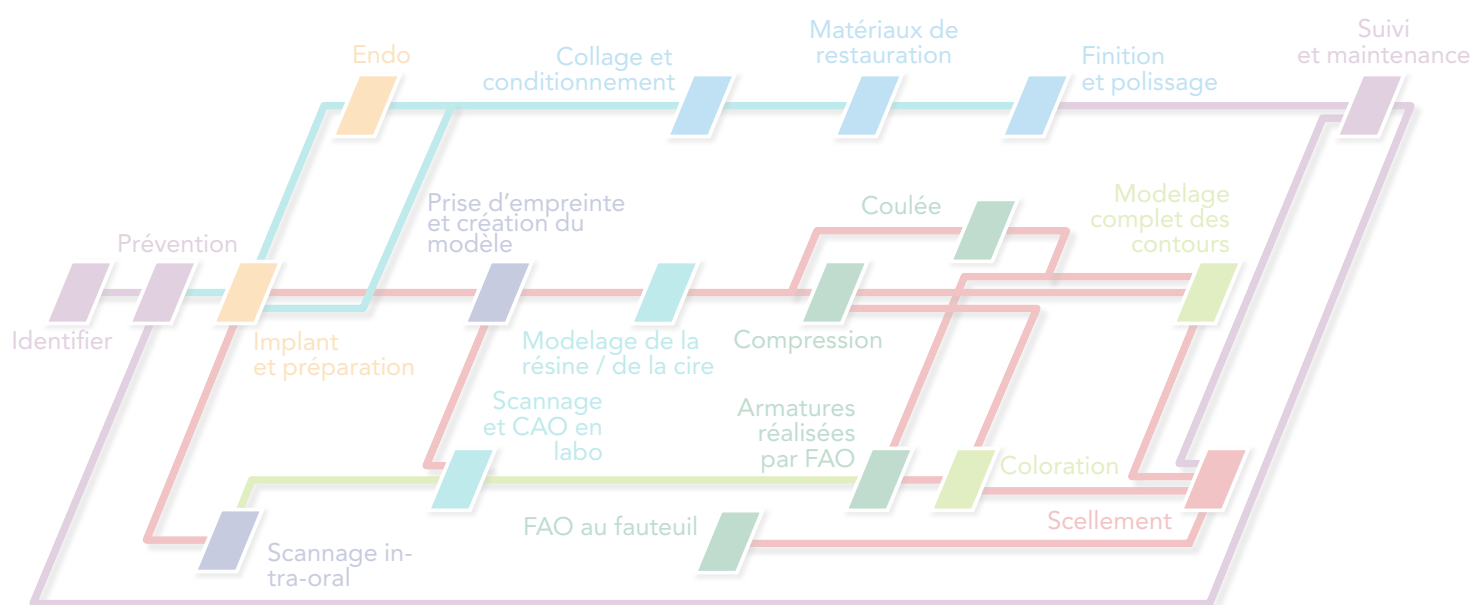 Suivi
et maintenance
Matériaux de
restauration
Endo
Collage et
conditionnement
Finition
et polissage
Modelage
complet des
contours
Coulée
Prise d'empreinte
et création du
modèle
Prévention
Identifier
Implant
et préparation
Modelage de la
résine / de la cire
Compression
Scannage
et CAO en
labo
Armatures
réalisées
par FAO
Coloration
Scellement
FAO au fauteuil
Scannage in-
tra-oral